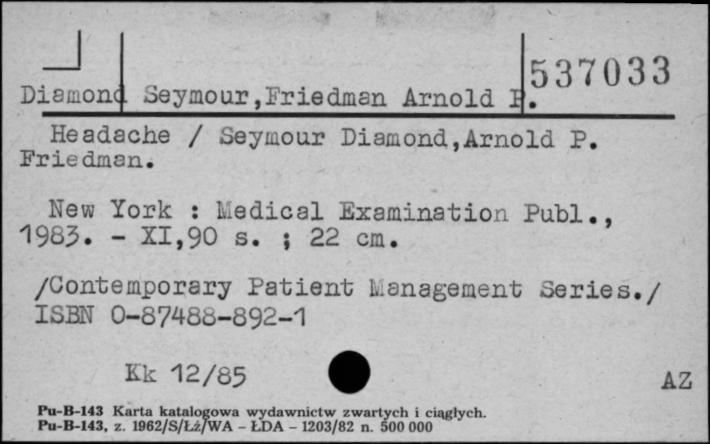 537033
Diamond Seymour,Friedman Arnold P.
Headache / Seymour Diamond,Arnold P.
Friedman.
New York : Medical Examination Publ.,
1983. - XI,90 s. ; 22 cm.
/Contemporary Patient Management Series./
ISBN 0-87488-892-1
Kk 12/85
AZ
Pu-B-143 Karta katalogowa wydawnictw zwartych i ciągłych.
Pu-B-143, z. 1962/S/Łż/WA - ŁDA - 1203/82 n. 500 000